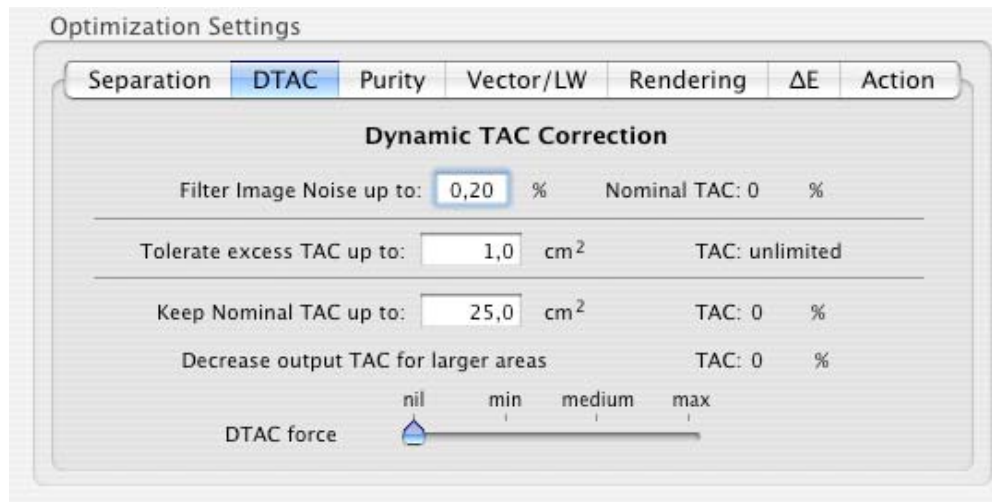 Optimization Settings
Separation DTAC Purity Vector/LW Rendering ΔE Action
Dynamic TAC Correction
Filter Image Noise up to: 0,20 % Nominal TAC: 0 %
Tolerate excess TAC up to: 1,0 cm² TAC: unlimited
Keep Nominal TAC up to: 25,0 cm² TAC: 0 %
Decrease output TAC for larger areas TAC: 0 %
nil min medium max
DTAC force